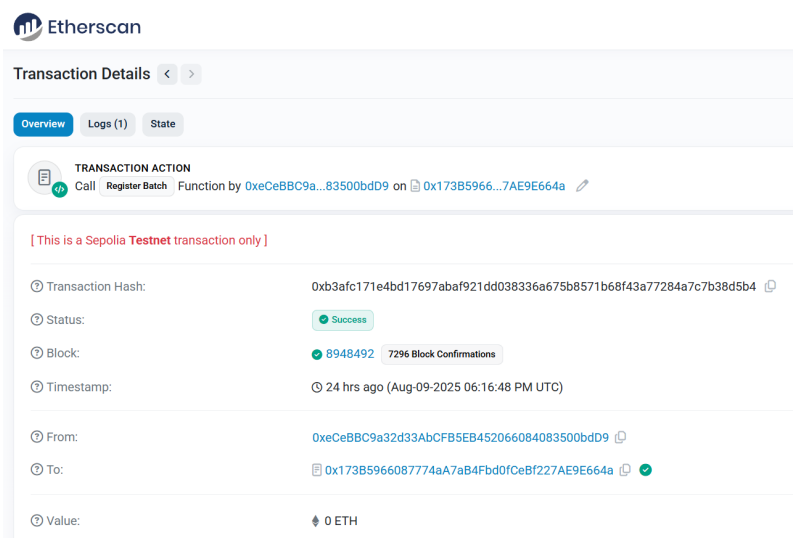 Etherscan
Transaction Details
Overview Logs (1) State
TRANSACTION ACTION
Call Register Batch Function by 0xeCeBBC9a...83500bdD9 on 0x173B5966...7AE9E664a
[ This is a Sepolia Testnet transaction only ]
Transaction Hash: 0xb3afc171e4bd17697abaf921dd038336a675b8571b68f43a77284a7c7b38d5b4
Status: Success
Block: 8948492 7296 Block Confirmations
Timestamp: 24 hrs ago (Aug-09-2025 06:16:48 PM UTC)
From: 0xeCeBBC9a32d33AbCFB5EB452066084083500bdD9
To: 0x173B5966087774aA7aB4Fbd0fCeBf227AE9E664a
Value: 0 ETH